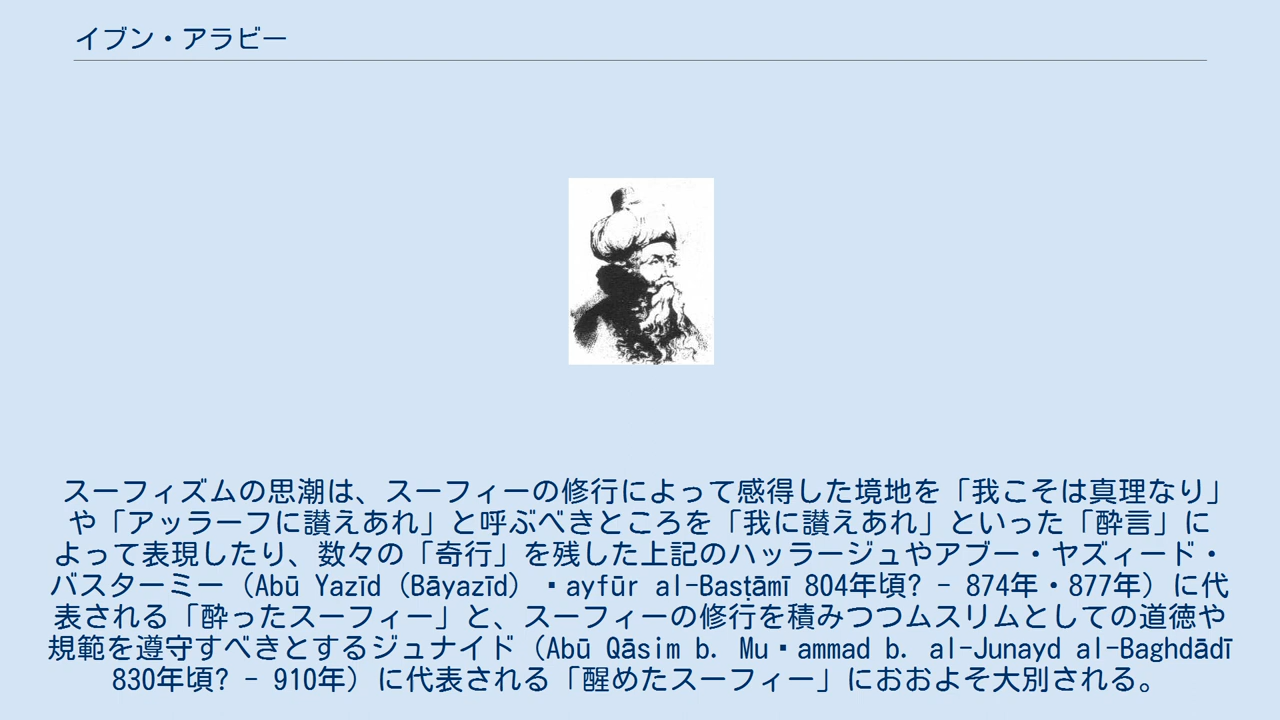 イブン・アラビー
スーフィズムの思潮は、スーフィーの修行によって感得した境地を「我こそは真理なり」
や「アッラーフに讃えあれ」と呼ぶべきところを「我に讃えあれ」といった「酔言」に
よって表現したり、数々の「奇行」を残した上記のハッラージュやアブー・ヤズィード・
バスターミー（Abū Yazīd（Bāyazīd）・ayfūr al-Basṭāmī 804年頃? - 874年・877年）に代
表される「酔ったスーフィー」と、スーフィーの修行を積みつつムスリムとしての道徳や
規範を遵守すべきとするジュナイド（Abū Qāsim b. Mu・ammad b. al-Junayd al-Baghdādī
830年頃? - 910年）に代表される「醒めたスーフィー」におおよそ大別される。